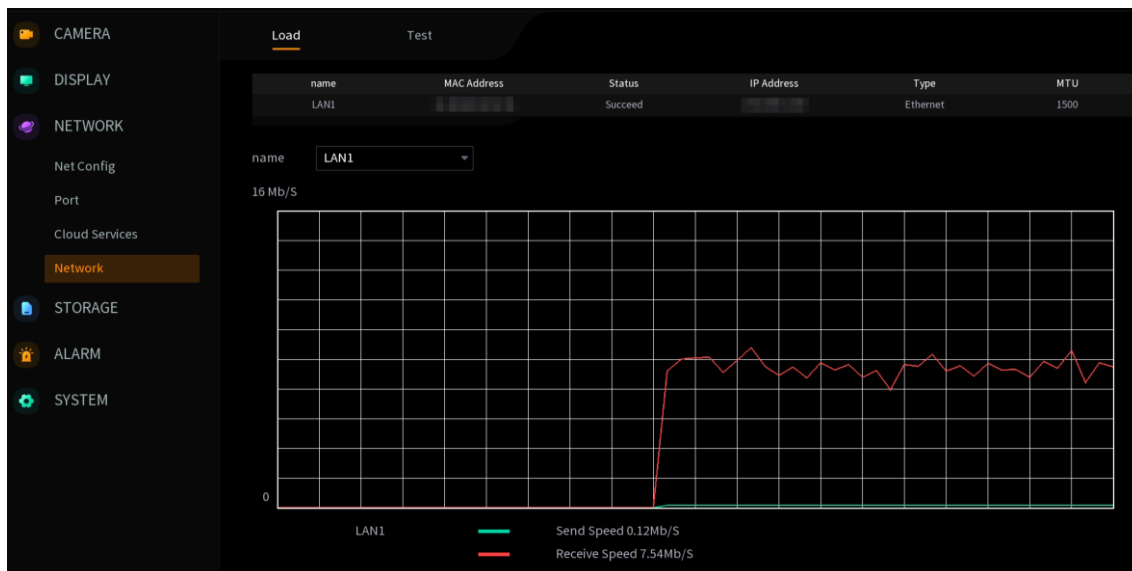 CAMERA
Load Test
DISPLAY
name MAC Address Status IP Address Type MTU
LAN1 Succeed Ethernet 1500
NETWORK
Net Config
name LAN1
16 Mb/S
Port
Cloud Services
Network
STORAGE
ALARM
SYSTEM
0
LAN1 Send Speed 0.12Mb/S
Receive Speed 7.54Mb/S